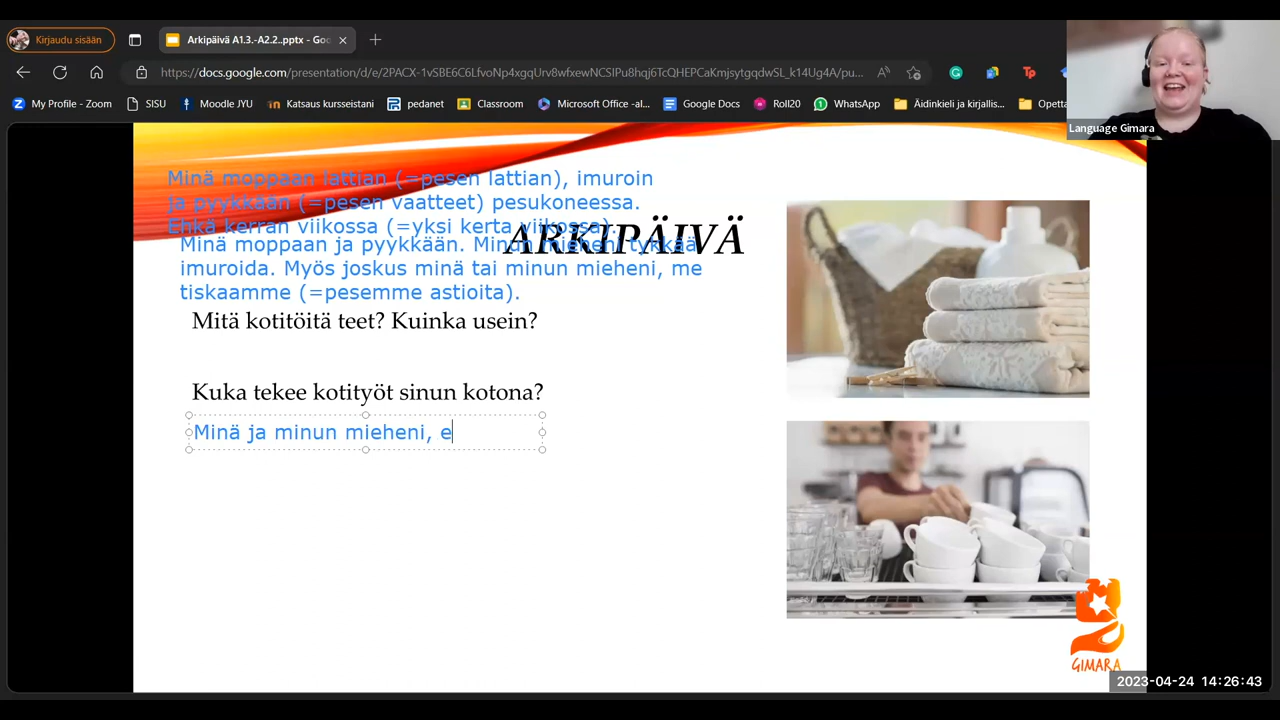 Kirjaudu sisään
Arkipäivä A1.3.-A2.2..pptx - Goo
https://docs.google.com/presentation/d/e/2PACX-1vSBE6C6LfvoNp4xgqUrv8wfxewNCSIPu8hqj6TcQHEPCaKmjsytgqdwSL_k14Ug4A/pu...
My Profile - Zoom
SISU
Moodle JYU
Katsaus kursseistani
pedanet
Classroom
Microsoft Office -al...
Google Docs
Roll20
WhatsApp
Äidinkieli ja kirjallis...
Opetta
Language Gimara
Minä moppaan lattian (=pesen lattian), imuroin
ja pyykkään (=pesen vaatteet) pesukoneessa.
Ehkä kerran viikossa (=yksi kerta viikossa).
ARKIPÄIVÄ
Minä moppaan ja pyykkään. Minun mieheni tykkää
imuroida. Myös joskus minä tai minun mieheni, me
tiskaamme (=pesemme astioita).
Mitä kotitöitä teet? Kuinka usein?
Kuka tekee kotityöt sinun kotona?
Minä ja minun mieheni, e
GIMARA
2023-04-24 14:26:43